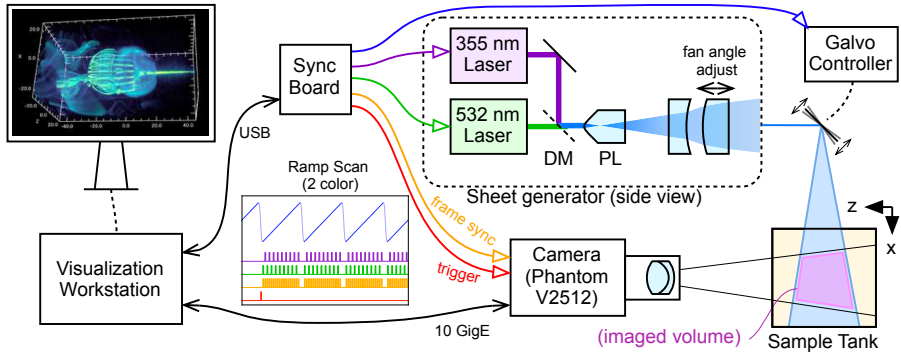 Sync
Board
355 nm
Laser
532 nm
Laser
DM
PL
fan angle
adjust
Sheet generator (side view)
Galvo
Controller
USB
Ramp Scan
(2 color)
frame sync
trigger
Visualization
Workstation
10 GigE
Camera
(Phantom
V2512)
z
x
(imaged volume)
Sample Tank